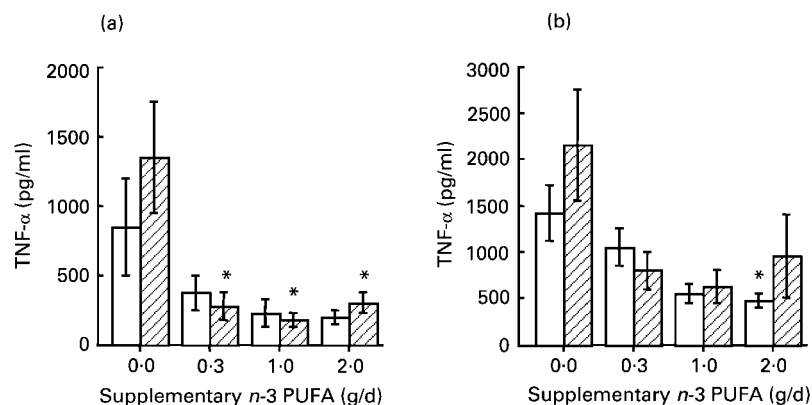 (a)
2000
1500
1000
500
0
TNF-α (pg/ml)
*
*
*
0·0 0·3 1·0 2·0
Supplementary n-3 PUFA (g/d)
(b)
3000
2500
2000
1500
1000
500
0
TNF-α (pg/ml)
*
0·0 0·3 1·0 2·0
Supplementary n-3 PUFA (g/d)